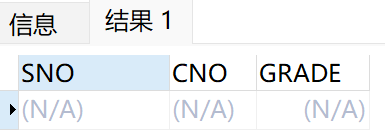 信息 结果 1
SNO CNO GRADE
(N/A) (N/A) (N/A)